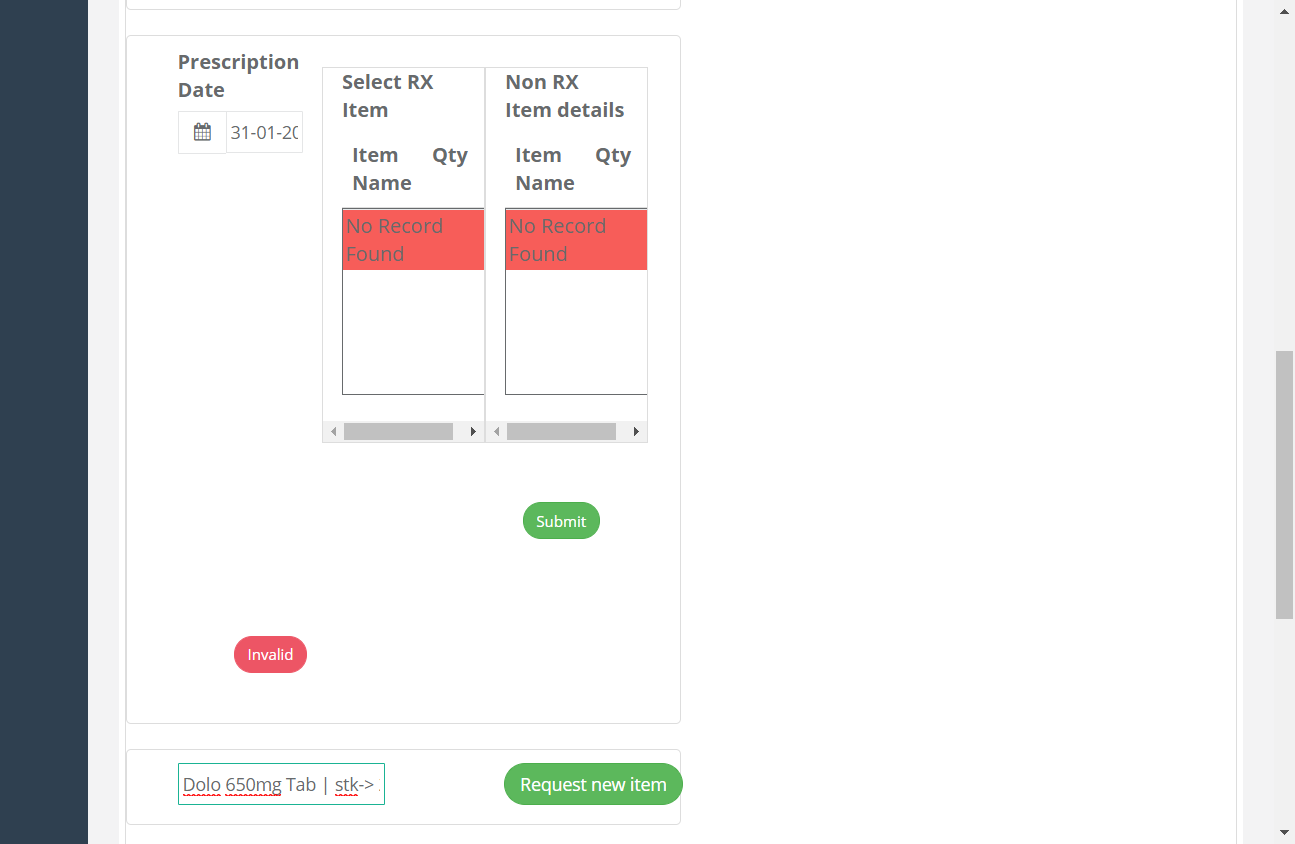 Prescription
Date
31-01-20
Select RX
Item
Non RX
Item details
Item
Name
Qty
Item
Name
Qty
No Record
Found
No Record
Found
Submit
Invalid
Dolo 650mg Tab | stk->
Request new item